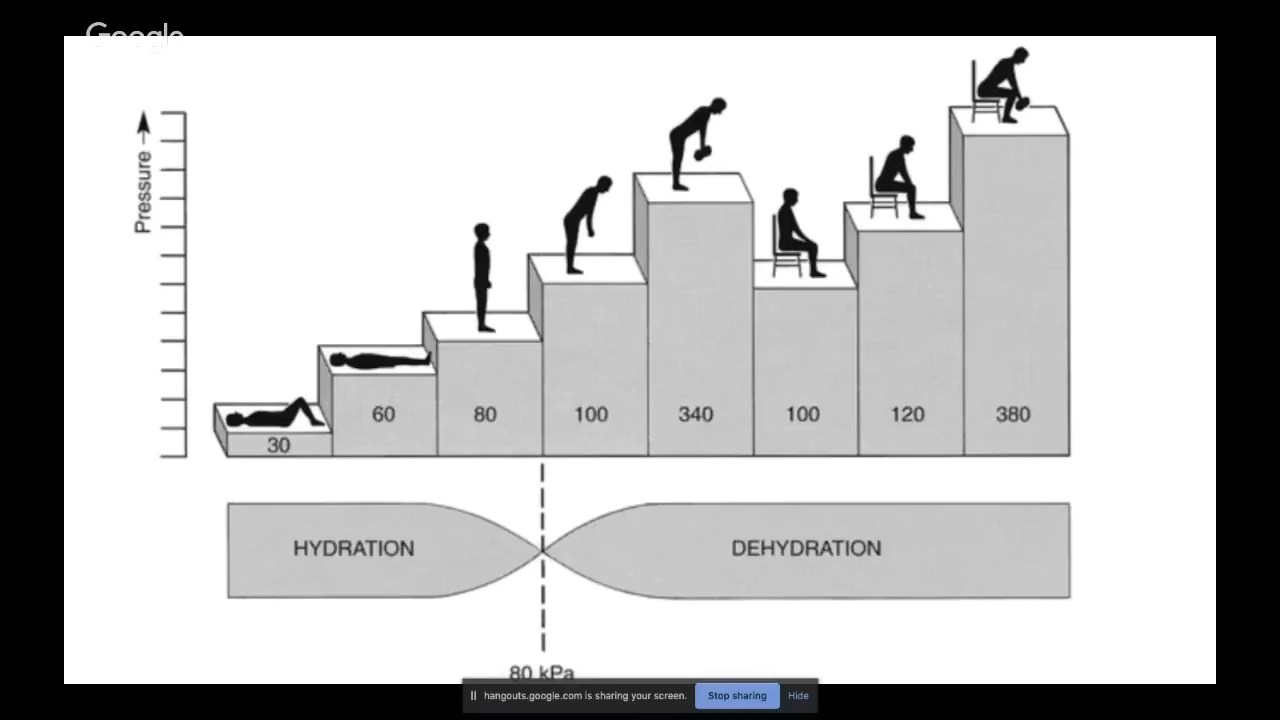 Google
Pressure →
30
60
80
100
340
100
120
380
HYDRATION
DEHYDRATION
80 kPa
hangouts.google.com is sharing your screen.
Stop sharing
Hide